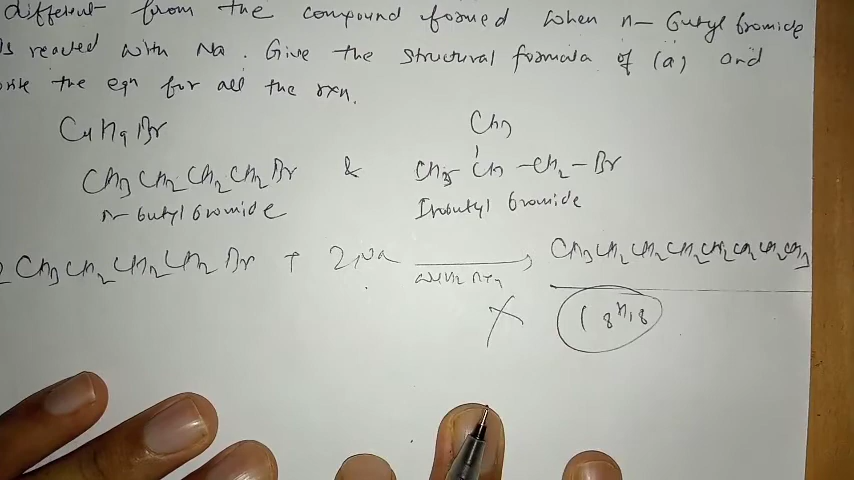 different from the compound formed when n- Butyl bromide
is reacted with Na. Give the structural formala of (a) and
the eqn for all the rxn.
C4H9Br
CH3
CH3CH2CH2CH2Br & CH3 CH - CH2 - Br
n-Butyl bromide Isobutyl bromide
2 CH3CH2CH2CH2Br + 2Na → CH3CH2CH2CH2CH2CH2CH2CH3
X C8H18